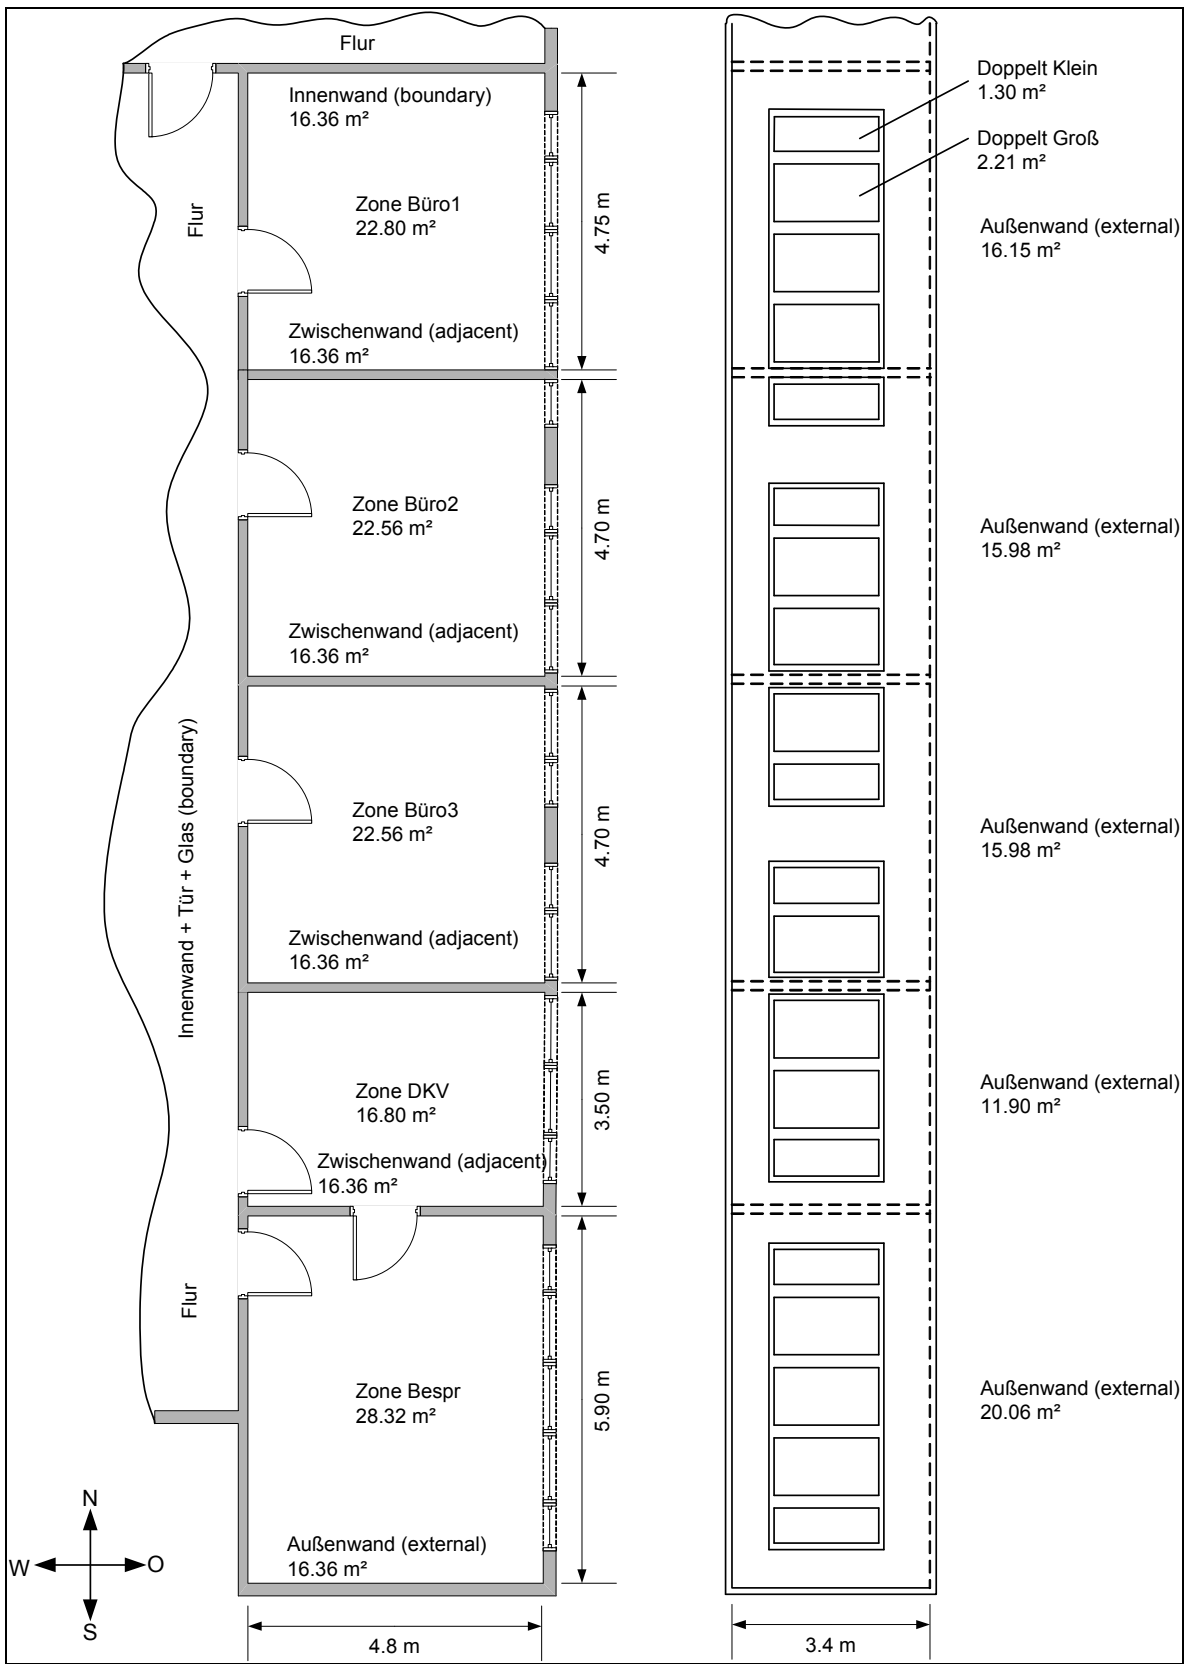 Flur
Innenwand (boundary)
16.36 m²
Zone Büro1
22.80 m²
Flur
Zwischenwand (adjacent)
16.36 m²
4.75 m
Doppelt Klein
1.30 m²
Doppelt Groß
2.21 m²
Außenwand (external)
16.15 m²
Zone Büro2
22.56 m²
Zwischenwand (adjacent)
16.36 m²
4.70 m
Außenwand (external)
15.98 m²
Innenwand + Tür + Glas (boundary)
Zone Büro3
22.56 m²
Zwischenwand (adjacent)
16.36 m²
4.70 m
Außenwand (external)
15.98 m²
Zone DKV
16.80 m²
Zwischenwand (adjacent)
16.36 m²
3.50 m
Außenwand (external)
11.90 m²
Flur
Zone Bespr
28.32 m²
5.90 m
Außenwand (external)
20.06 m²
Außenwand (external)
16.36 m²
N
W
O
S
4.8 m
3.4 m